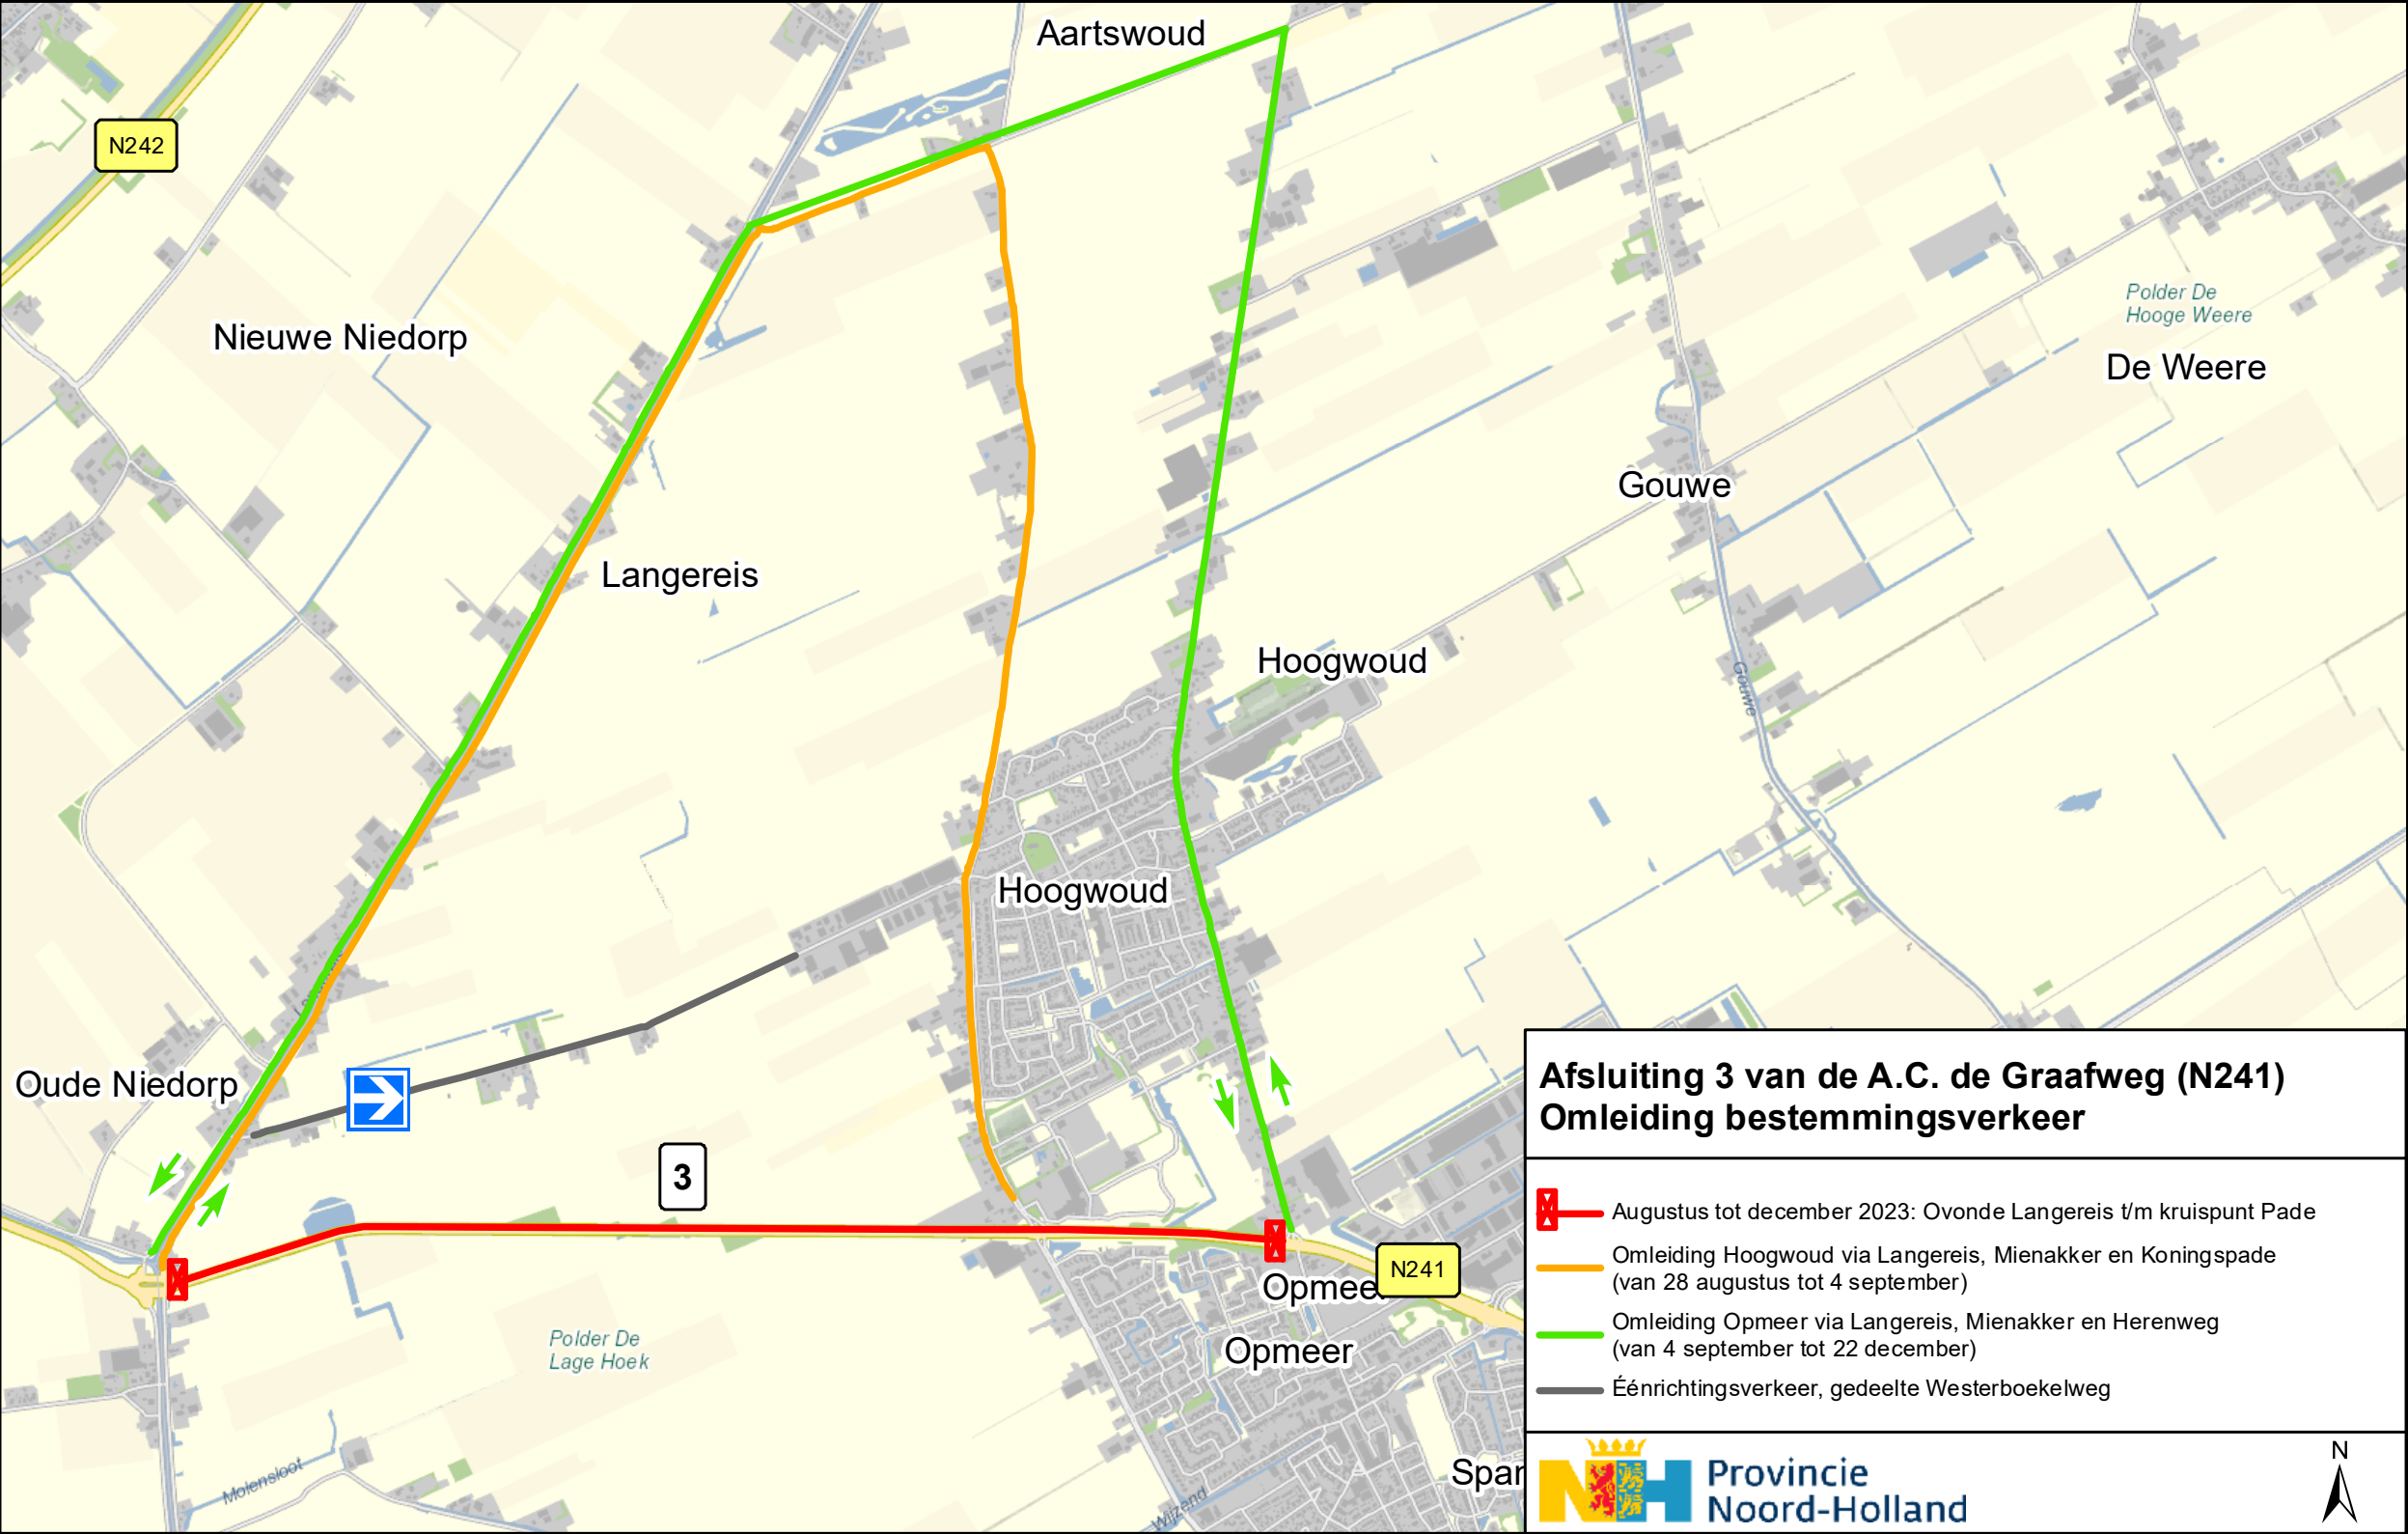 Aartswoud
N242
Polder De
Hooge Weere
Nieuwe Niedorp
De Weere
Gouwe
Langereis
Hoogwoud
Gouwe
Hoogwoud
Oude Niedorp
3
N241
Opmeer
Polder De
Lage Hoek
Opmeer
Spar
Molensloot
Wijzend
Afsluiting 3 van de A.C. de Graafweg (N241)
Omleiding bestemmingsverkeer
Augustus tot december 2023: Ovonde Langereis t/m kruispunt Pade
Omleiding Hoogwoud via Langereis, Mienakker en Koningspade
(van 28 augustus tot 4 september)
Omleiding Opmeer via Langereis, Mienakker en Herenweg
(van 4 september tot 22 december)
Éénrichtingsverkeer, gedeelte Westerboekelweg
NH
Provincie
Noord-Holland
N